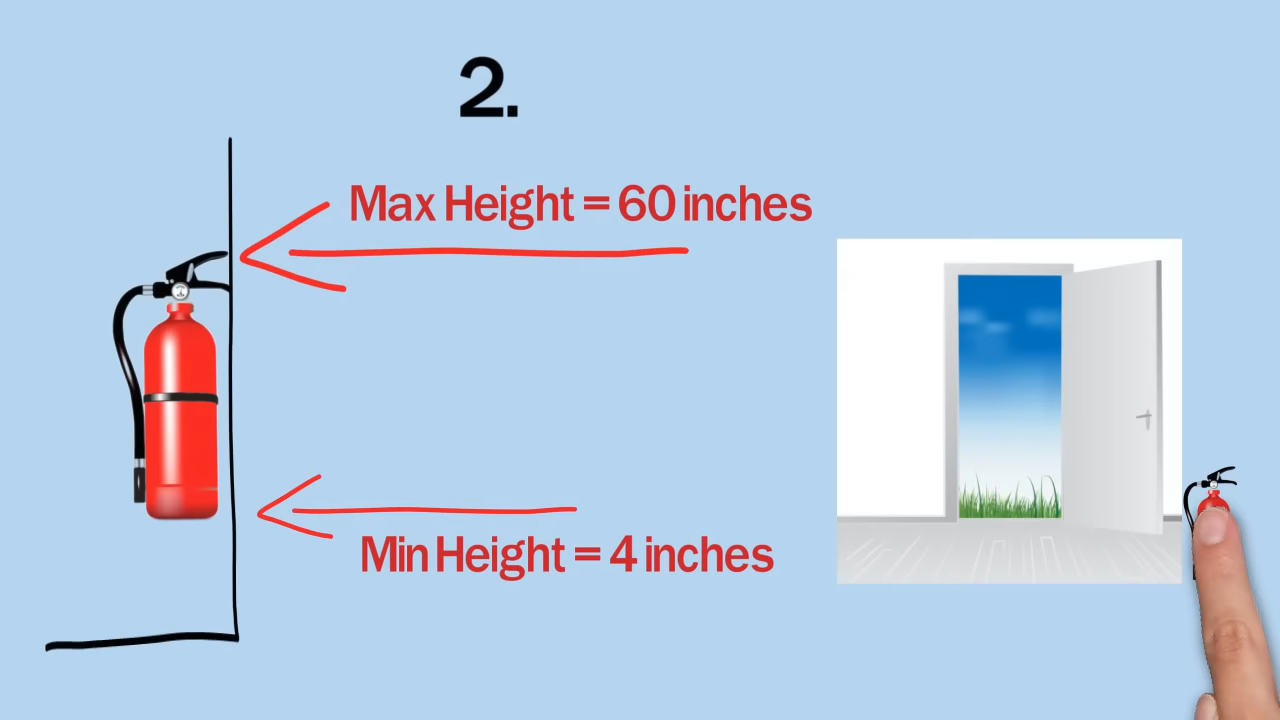 2.
Max Height = 60 inches
Min Height = 4 inches